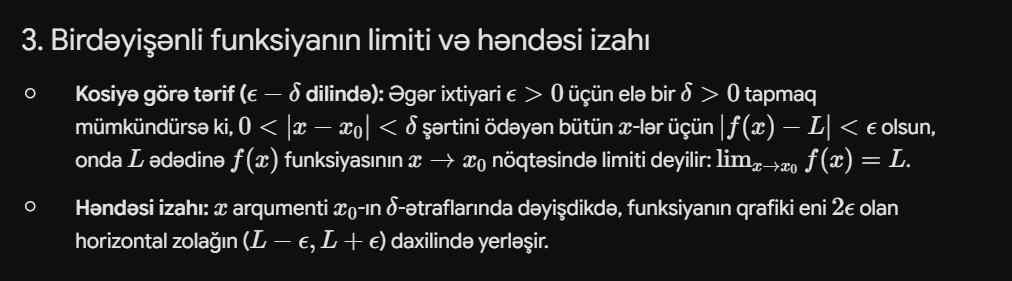 3. Birdəyişənli funksiyanın limiti və həndəsi izahı
○ Kosiyə görə tərif (ϵ − δ dilində): Əgər ixtiyari ϵ > 0 üçün elə bir δ > 0 tapmaq
mümkündürsə ki, 0 < |x − x₀| < δ şərtini ödəyən bütün x-lər üçün |f(x) − L| < ϵ olsun,
onda L ədədinə f(x) funksiyasının x → x₀ nöqtəsində limiti deyilir: lim_{x→x₀} f(x) = L.
○ Həndəsi izahı: x arqumenti x₀-ın δ-ətraflarında dəyişdikdə, funksiyanın qrafiki eni 2ϵ olan
horizontal zolağın (L − ϵ, L + ϵ) daxilində yerləşir.